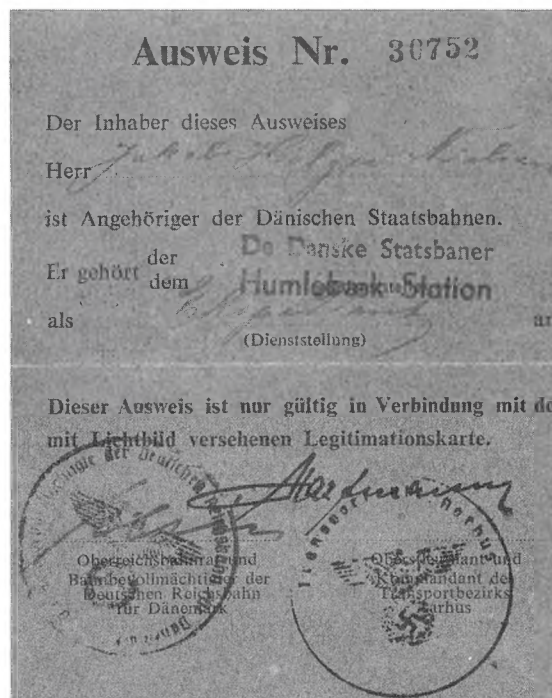 Ausweis Nr. 30752
Der Inhaber dieses Ausweises
Herr
ist Angehöriger der Dänischen Staatsbahnen.
Er gehört der dem De Danske Statsbaner
Humlebæk Station
als an
(Dienststellung)
Dieser Ausweis ist nur gültig in Verbindung mit de
mit Lichtbild versehenen Legitimationskarte.
Hartmann
Oberreichsbahnrat und
Bahnbevollmächtigter der
Deutschen Reichsbahn
für Dänemark
Oberstleutnant und
Kommandant des
Transportbezirks
Aarhus